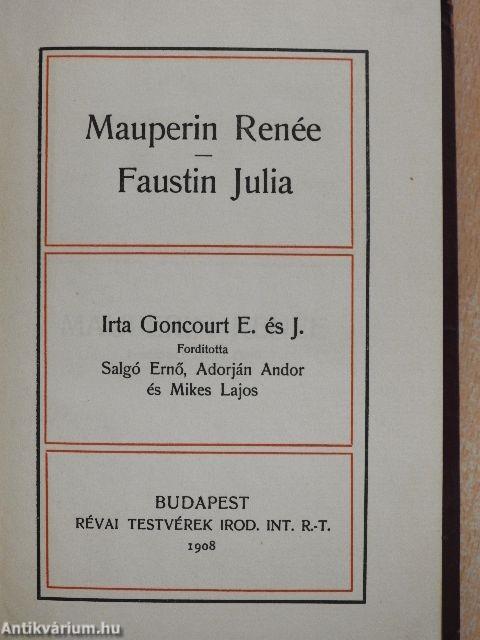 Mauperin Renée
—
Faustin Julia
Irta Goncourt E. és J.
Forditotta
Salgó Ernő, Adorján Andor
és Mikes Lajos
BUDAPEST
RÉVAI TESTVÉREK IROD. INT. R.-T.
1908
Antikvárium.hu